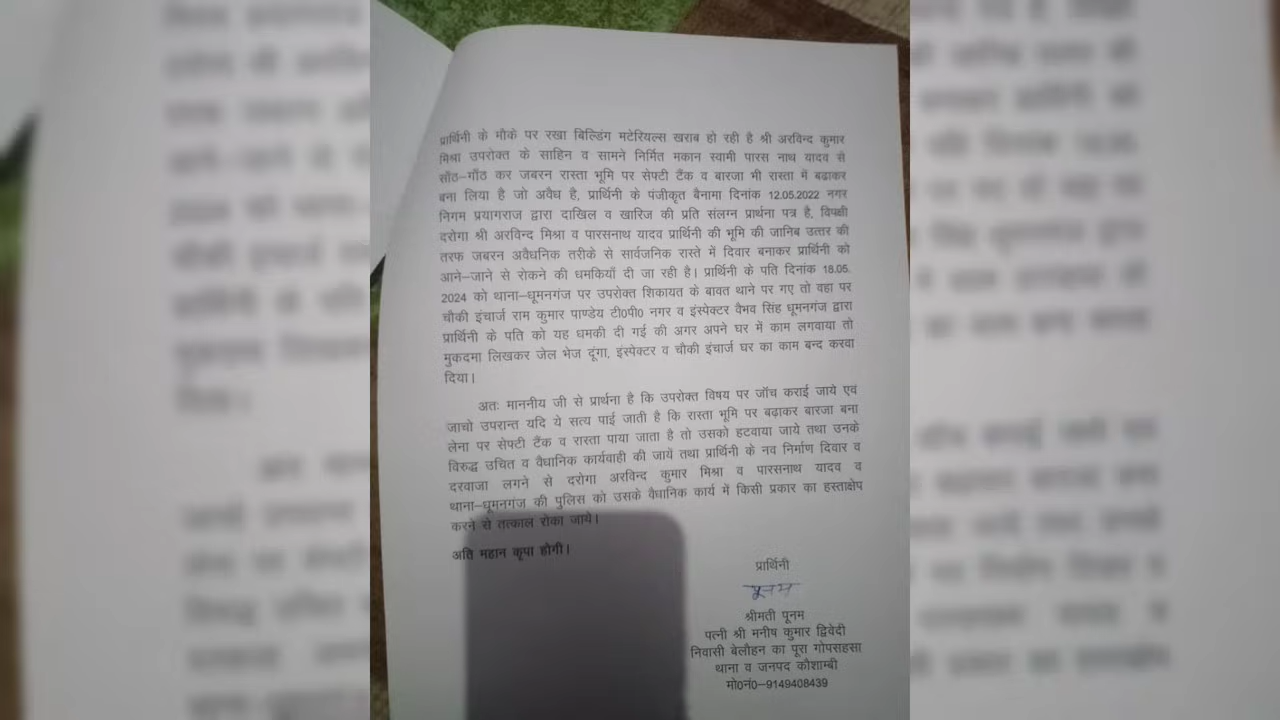 प्रार्थिनी के मौके पर रखा बिल्डिंग मटेरियल्स खराब हो रही है श्री अरविन्द कुमार
मिश्रा उपरोक्त के साहिन व सामने निर्मित मकान स्वामी पारस नाथ यादव से
सॉठ–गॉठ कर जबरन रास्ता भूमि पर सेफ्टी टैंक व बारजा भी रास्ता में बढाकर
बना लिया है जो अवैध है, प्रार्थिनी के पंजीकृत बैनामा दिनांक 12.05.2022 नगर
निगम प्रयागराज द्वारा दाखिल व खारिज की प्रति संलग्न प्रार्थना पत्र है, विपक्षी
दरोगा श्री अरविन्द मिश्रा व पारसनाथ यादव प्रार्थिनी की भूमि की जानिब उत्तर की
तरफ जबरन अवैधनिक तरीके से सार्वजनिक रास्ते में दिवार बनाकर प्रार्थिनी को
आने–जाने से रोकने की धमकियाँ दी जा रही है। प्रार्थिनी के पति दिनांक 18.05.
2024 को थाना–धूमनगंज पर उपरोक्त शिकायत के बावत थाने पर गए तो वहा पर
चौकी इंचार्ज राम कुमार पाण्डेय टी0पी0 नगर व इंस्पेक्टर वैभव सिंह धूमनगंज द्वारा
प्रार्थिनी के पति को यह धमकी दी गई की अगर अपने घर में काम लगवाया तो
मुकदमा लिखकर जेल भेज दूंगा, इंस्पेक्टर व चौकी इंचार्ज घर का काम बन्द करवा
दिया।
अतः माननीय जी से प्रार्थना है कि उपरोक्त विषय पर जॉच कराई जाये एवं
जाचो उपरान्त यदि ये सत्य पाई जाती है कि रास्ता भूमि पर बढ़ाकर बारजा बना
लेना पर सेफ्टी टैंक व रास्ता पाया जाता है तो उसको हटवाया जाये तथा उनके
विरुद्ध उचित व वैधानिक कार्यवाही की जायें तथा प्रार्थिनी के नव निर्माण दिवार व
दरवाजा लगने से दरोगा अरविन्द कुमार मिश्रा व पारसनाथ यादव व
थाना–धूमनगंज की पुलिस को उसके वैधानिक कार्य में किसी प्रकार का हस्ताक्षेप
करने से तत्काल रोका जाये।
अति महान कृपा होगी।
प्रार्थिनी
पूनम
श्रीमती पूनम
पत्नी श्री मनीष कुमार द्विवेदी
निवासी बेलौहन का पूरा गोपसहसा
थाना व जनपद कौशाम्बी
मो0नं0–9149408439